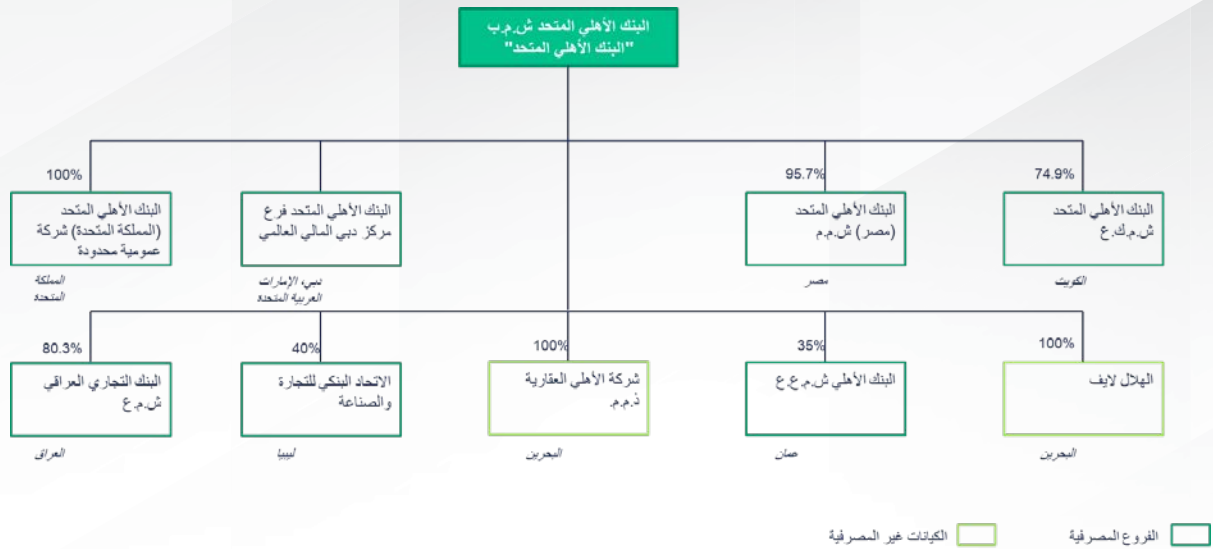 البنك الأهلي المتحد ش.م.ب
"البنك الأهلي المتحد"
74.9%
البنك الأهلي المتحد
ش.م.ك.ع
الكويت
95.7%
البنك الأهلي المتحد
(مصر) ش.م.م
مصر
البنك الأهلي المتحد فرع
مركز دبي المالي العالمي
دبي، الإمارات
العربية المتحدة
100%
البنك الأهلي المتحد
(المملكة المتحدة) شركة
عمومية محدودة
المملكة
المتحدة
100%
الهلال لايف
البحرين
35%
البنك الأهلي ش.م.ع.ع
عمان
100%
شركة الأهلي العقارية
ذ.م.م.
البحرين
40%
الاتحاد البنكي للتجارة
والصناعة
ليبيا
80.3%
البنك التجاري العراقي
ش.م.ع
العراق
الفروع المصرفية
الكيانات غير المصرفية